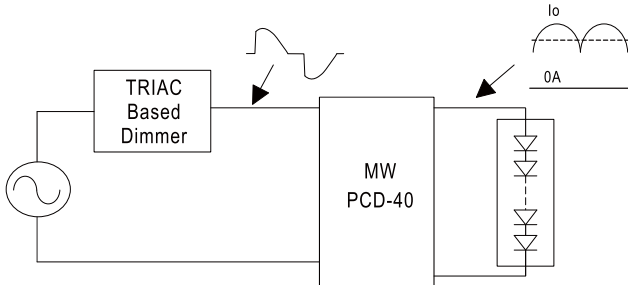 Io
0A
TRIAC
Based
Dimmer
MW
PCD-40